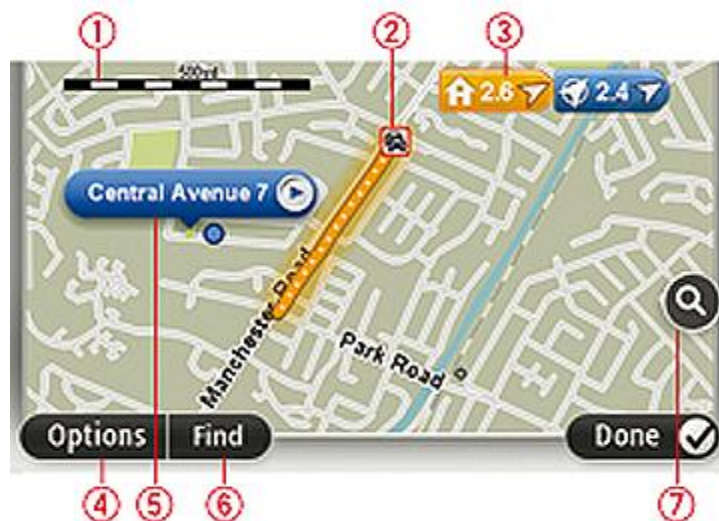 ① ② ③
500yd
2.6 2.4
Central Avenue 7
Manchester Road
Park Road
Options Find Done
④ ⑤ ⑥ ⑦